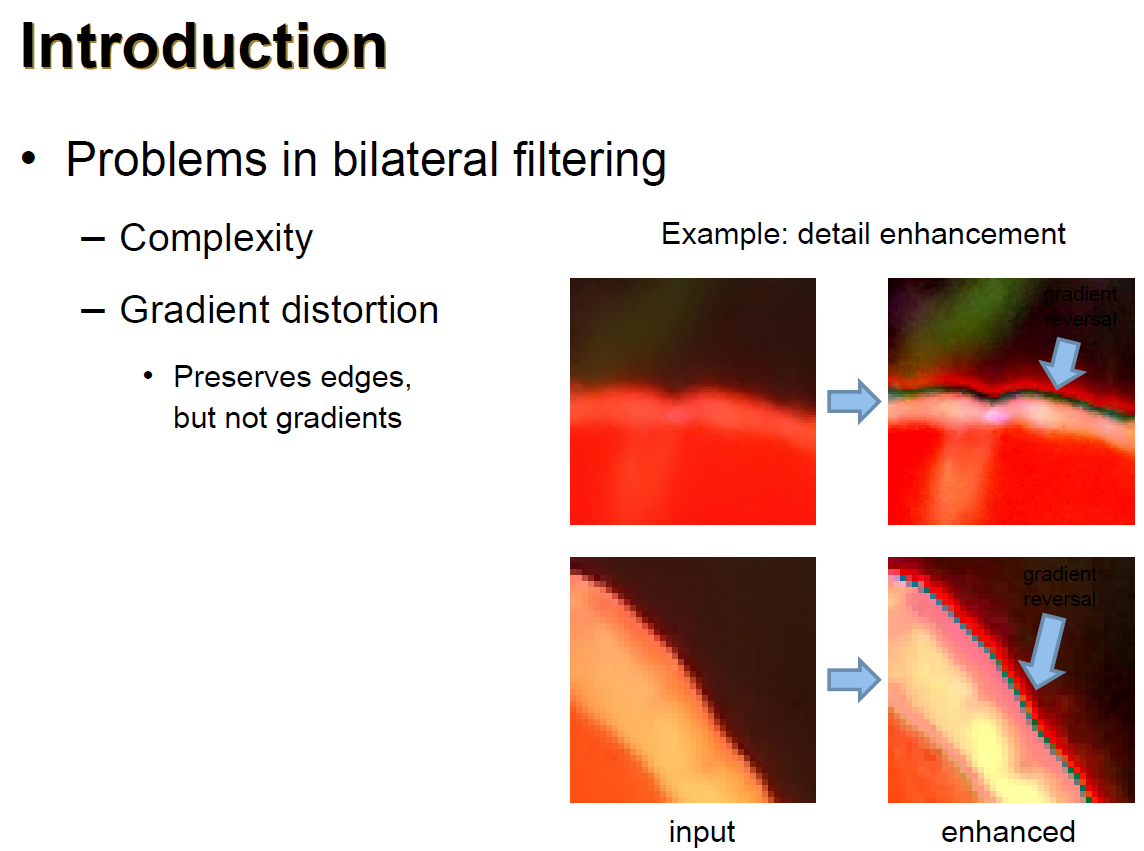 Introduction
• Problems in bilateral filtering
– Complexity
– Gradient distortion
• Preserves edges,
but not gradients
Example: detail enhancement
gradient
reversal
gradient
reversal
input
enhanced